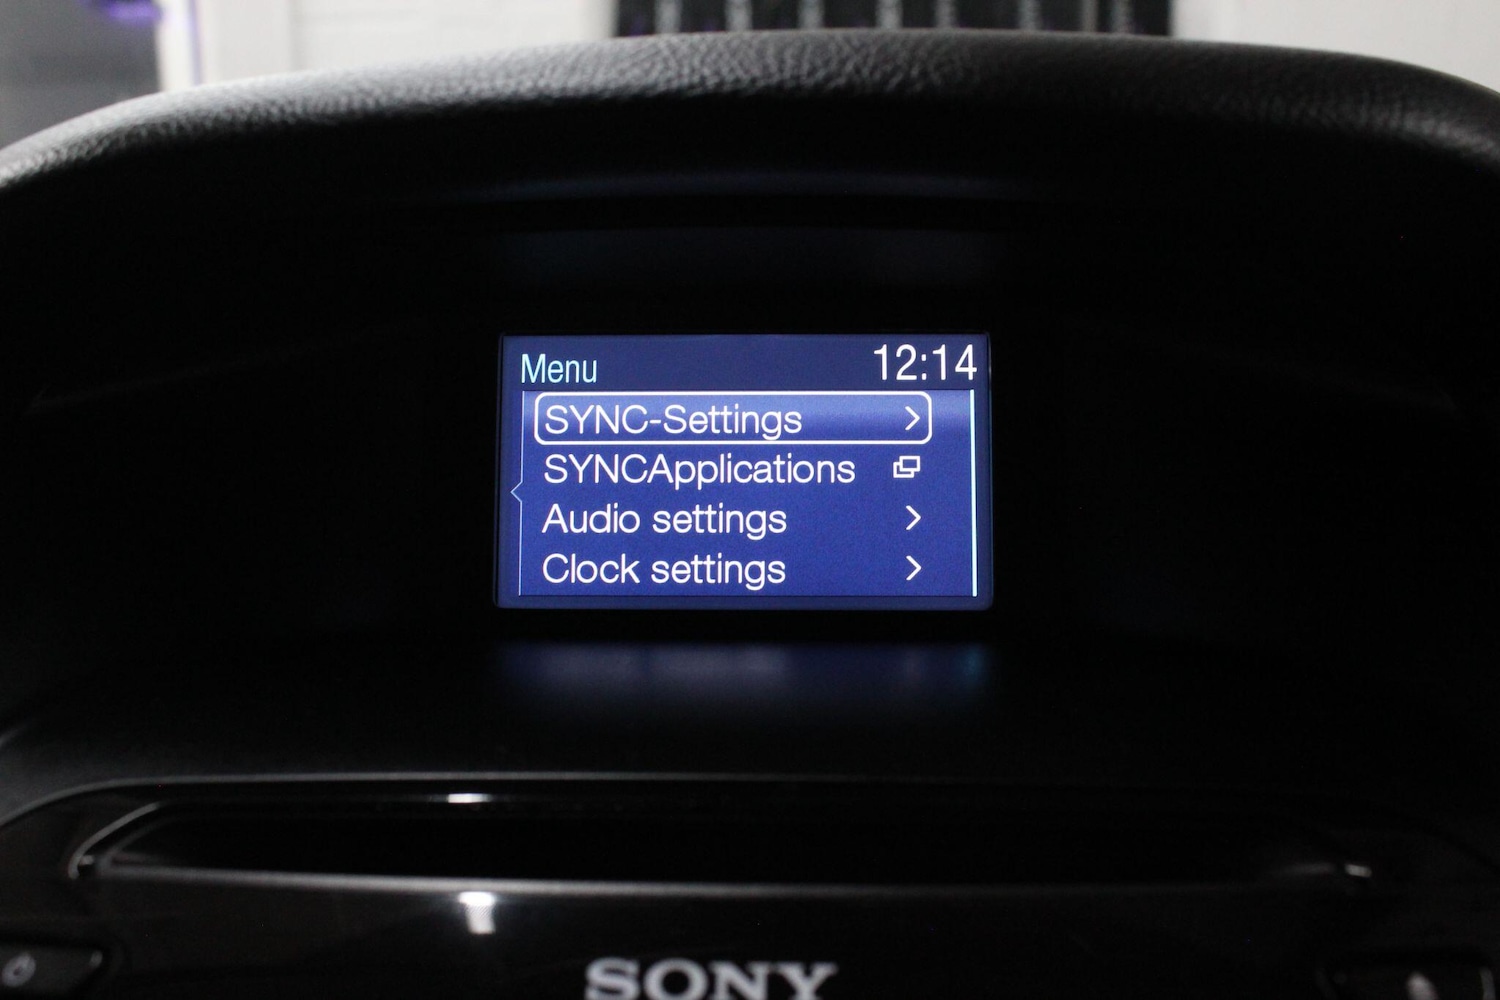 Menu 12:14
SYNC-Settings
SYNCApplications
Audio settings
Clock settings
SONY